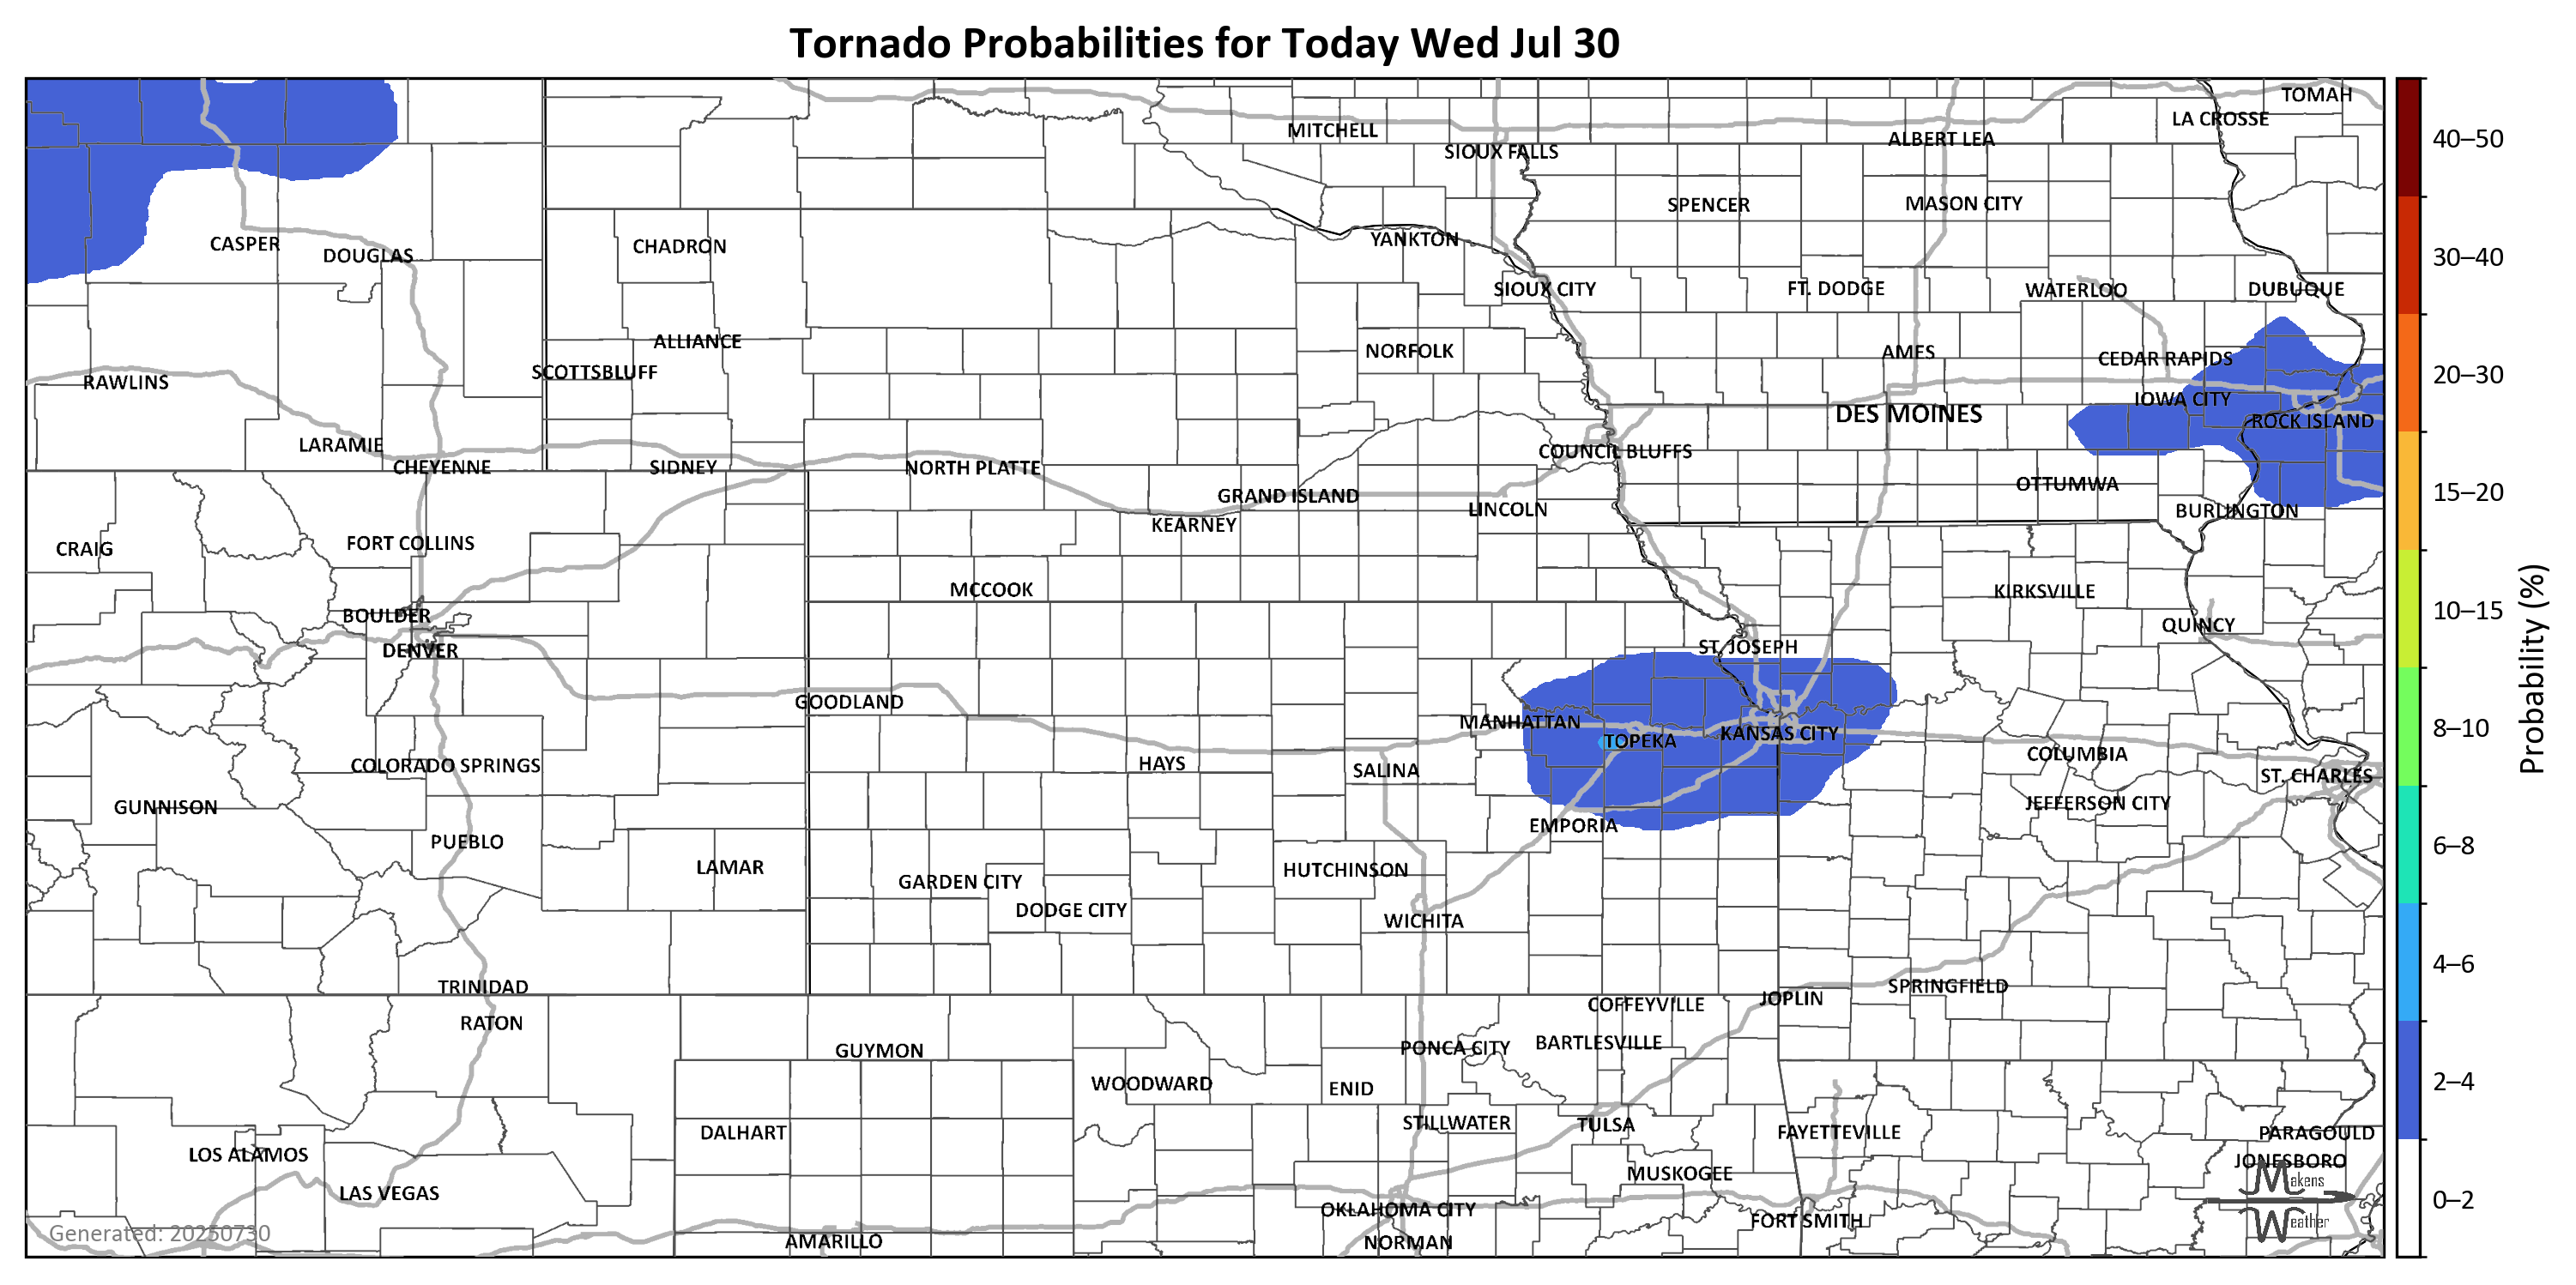 Tornado Probabilities for Today Wed Jul 30
TOMAH
LA CROSSE
MITCHELL
ALBERT LEA
SIOUX FALLS
SPENCER
MASON CITY
YANKTON
CASPER
DOUGLAS
CHADRON
SIOUX CITY
FT. DODGE
WATERLOO
DUBUQUE
ALLIANCE
NORFOLK
AMES
CEDAR RAPIDS
SCOTTSBLUFF
RAWLINS
IOWA CITY
DES MOINES
ROCK ISLAND
LARAMIE
COUNCIL BLUFFS
CHEYENNE
SIDNEY
NORTH PLATTE
GRAND ISLAND
OTTUMWA
LINCOLN
BURLINGTON
KEARNEY
CRAIG
FORT COLLINS
MCCOOK
KIRKSVILLE
BOULDER
QUINCY
DENVER
ST. JOSEPH
GOODLAND
MANHATTAN
TOPEKA
KANSAS CITY
COLUMBIA
COLORADO SPRINGS
HAYS
SALINA
ST. CHARLES
GUNNISON
JEFFERSON CITY
PUEBLO
EMPORIA
LAMAR
HUTCHINSON
GARDEN CITY
DODGE CITY
WICHITA
TRINIDAD
SPRINGFIELD
JOPLIN
COFFEYVILLE
RATON
GUYMON
PONCA CITY
BARTLESVILLE
WOODWARD
ENID
STILLWATER
TULSA
DALHART
FAYETTEVILLE
PARAGOULD
LOS ALAMOS
JONESBORO
MUSKOGEE
LAS VEGAS
OKLAHOMA CITY
FORT SMITH
AMARILLO
NORMAN
Generated: 20250730
Makens
Weather
40–50
30–40
20–30
15–20
10–15
8–10
6–8
4–6
2–4
0–2
Probability (%)